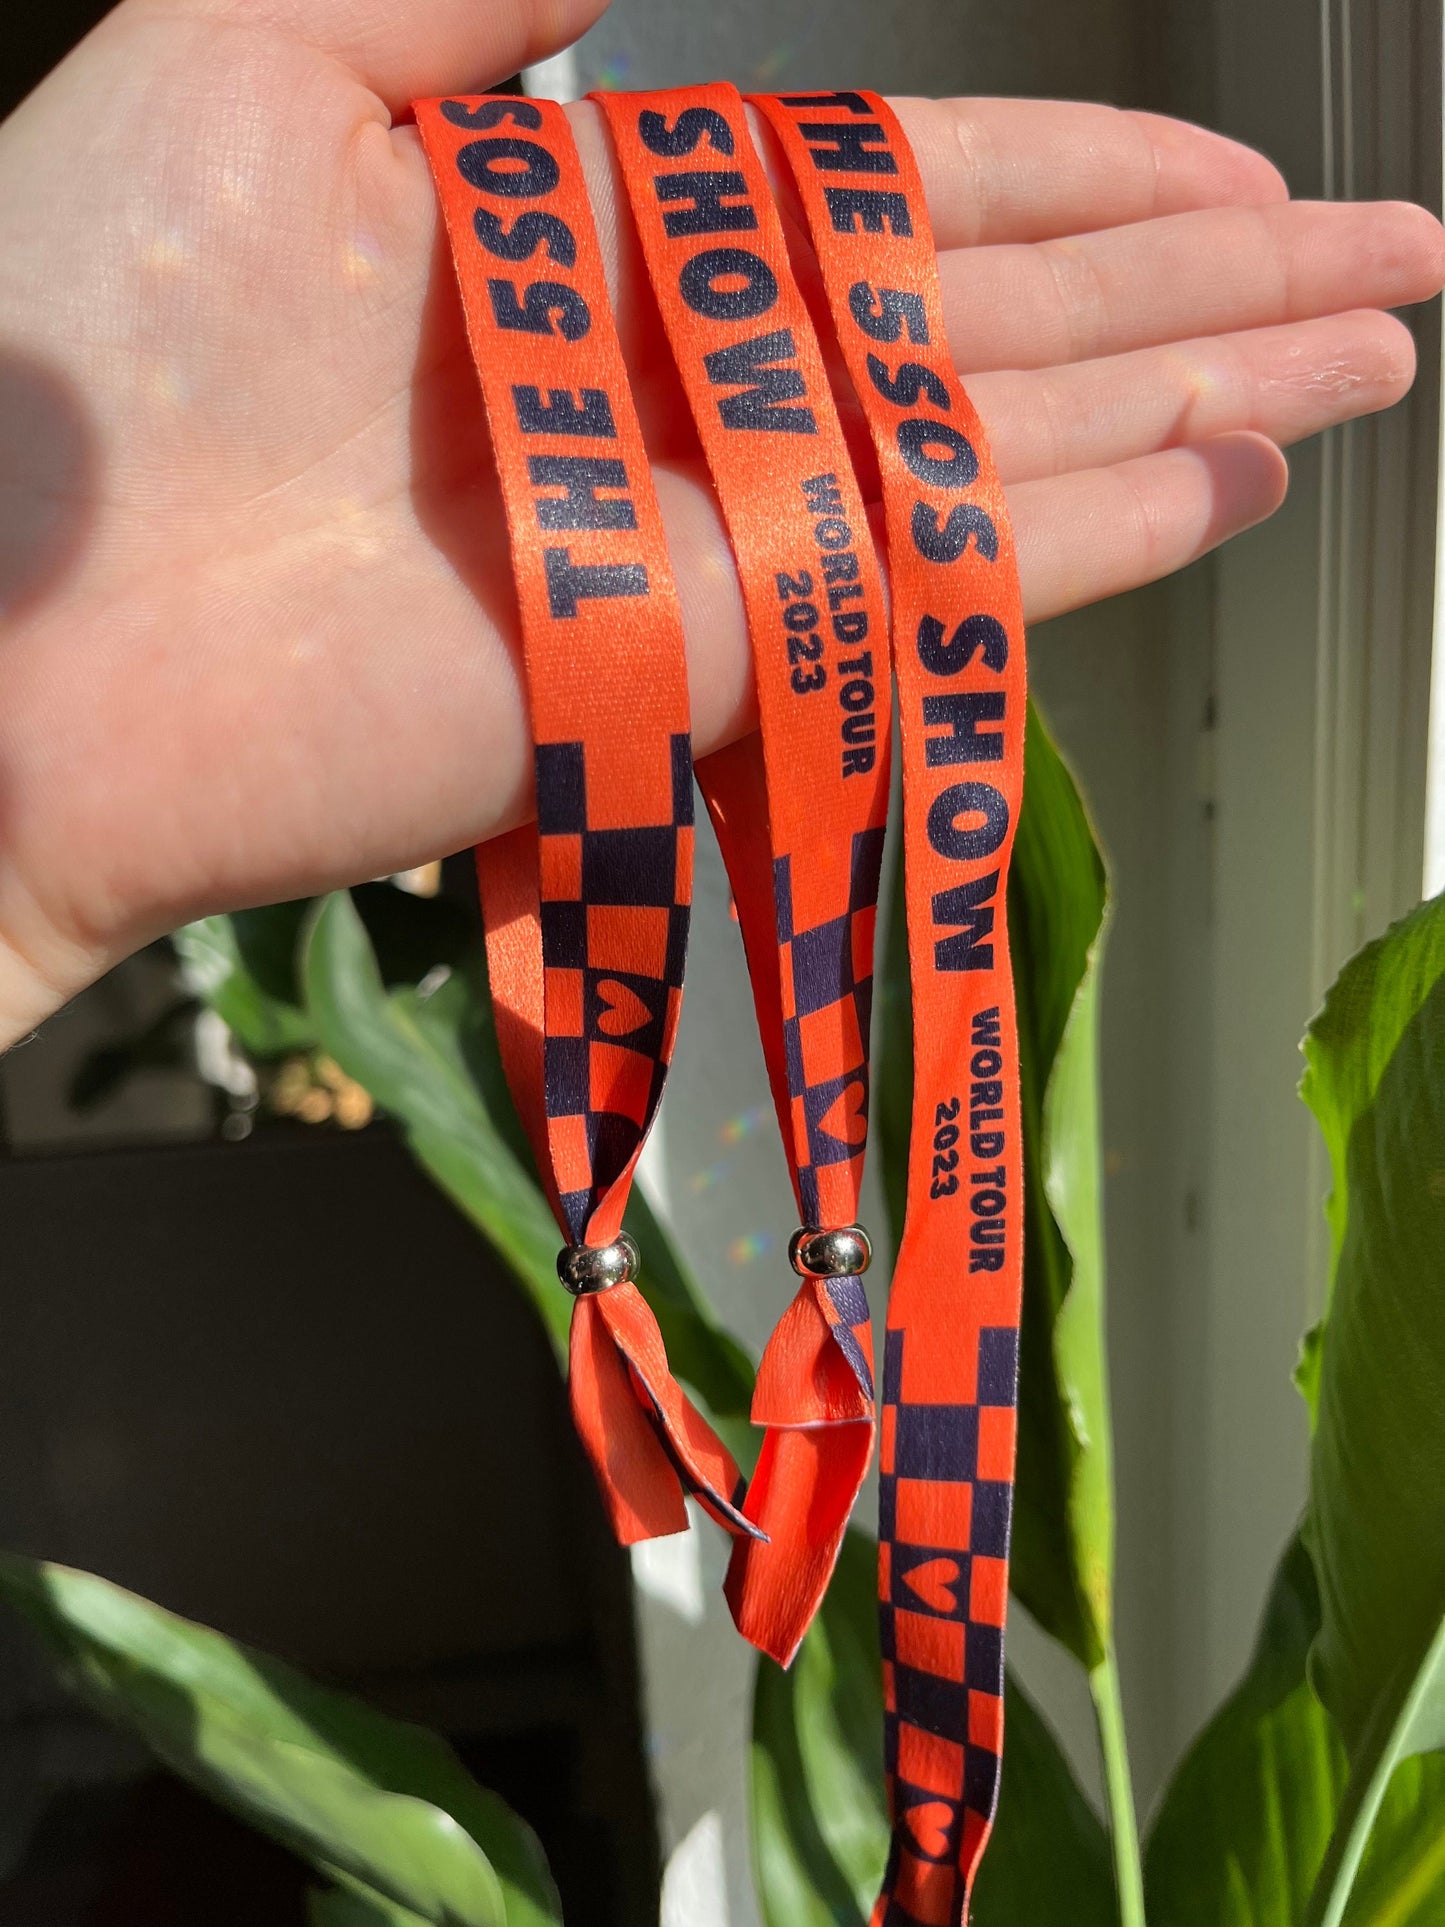 THE 5SOS
SHOW
WORLD TOUR
2023
THE 5SOS SHOW
WORLD TOUR
2023